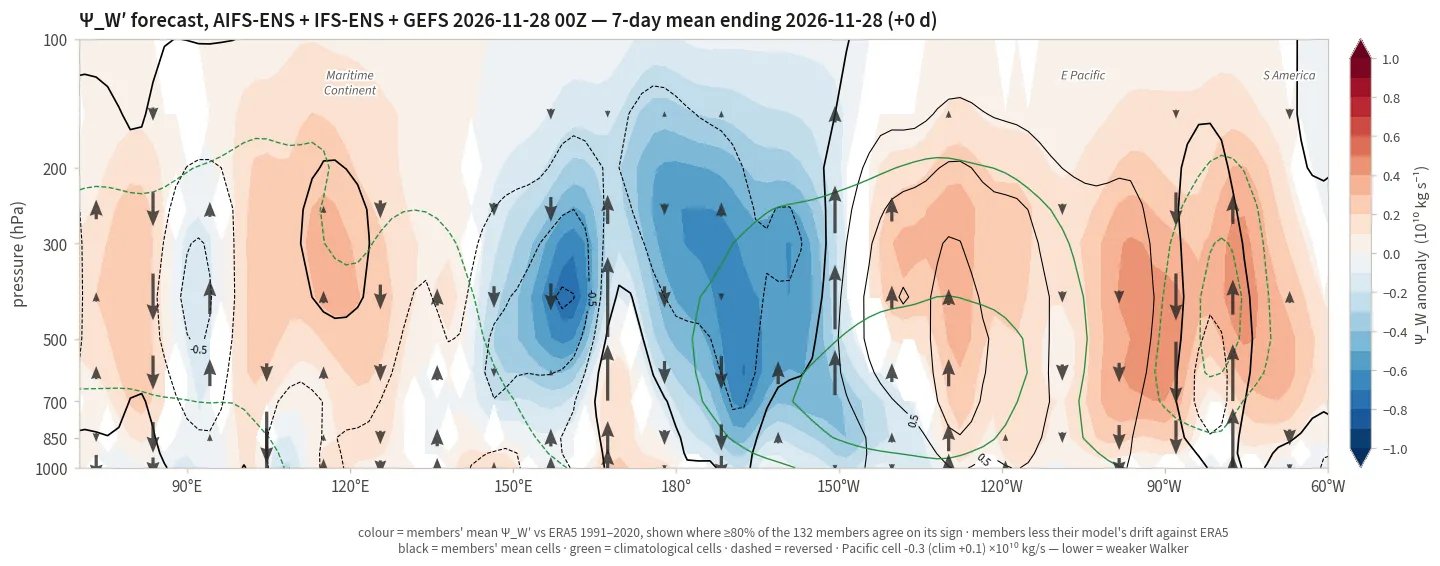 Ψ_W′ forecast, AIFS-ENS + IFS-ENS + GEFS 2026-11-28 00Z — 7-day mean ending 2026-11-28 (+0 d)
100
200
300
400
500
700
850
1000
pressure (hPa)
Maritime
Continent
E Pacific
S America
-0.5
0.5
0.5
0.5
90°E
120°E
150°E
180°
150°W
120°W
90°W
60°W
1.0
0.8
0.6
0.4
0.2
0.0
−0.2
−0.4
−0.6
−0.8
−1.0
Ψ_W anomaly (10¹⁰ kg s⁻¹)
colour = members' mean Ψ_W′ vs ERA5 1991–2020, shown where ≥80% of the 132 members agree on its sign · members less their model's drift against ERA5
black = members' mean cells · green = climatological cells · dashed = reversed · Pacific cell -0.3 (clim +0.1) ×10¹⁰ kg/s — lower = weaker Walker